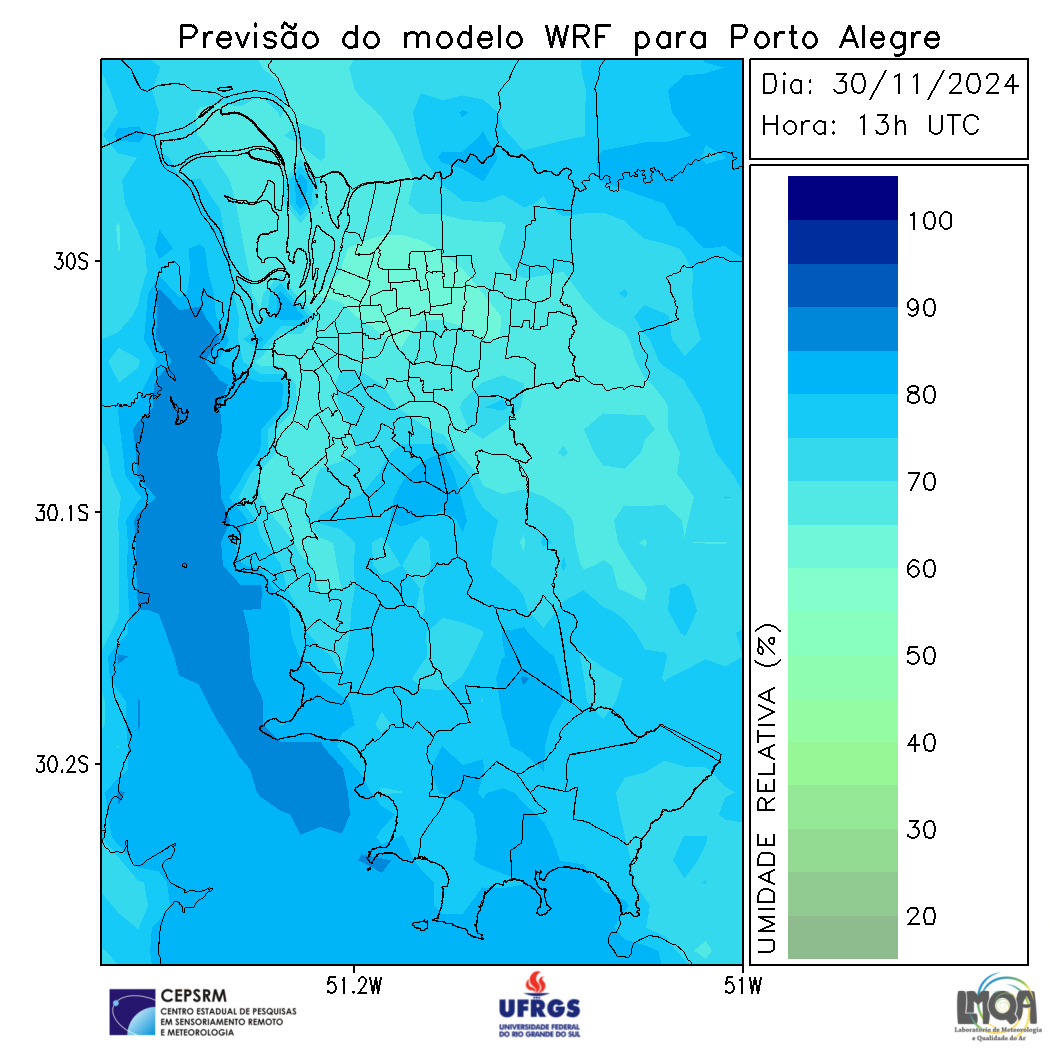 Previsão do modelo WRF para Porto Alegre
Dia: 30/11/2024
Hora: 13h UTC
30S
30.1S
30.2S
51.2W
51W
UMIDADE RELATIVA (%)
100
90
80
70
60
50
40
30
20
CEPSRM
CENTRO ESTADUAL DE PESQUISAS
EM SENSORIAMENTO REMOTO
E METEOROLOGIA
UFRGS
UNIVERSIDADE FEDERAL
DO RIO GRANDE DO SUL
LMQA
Laboratório de Meteorologia
e Qualidade do Ar